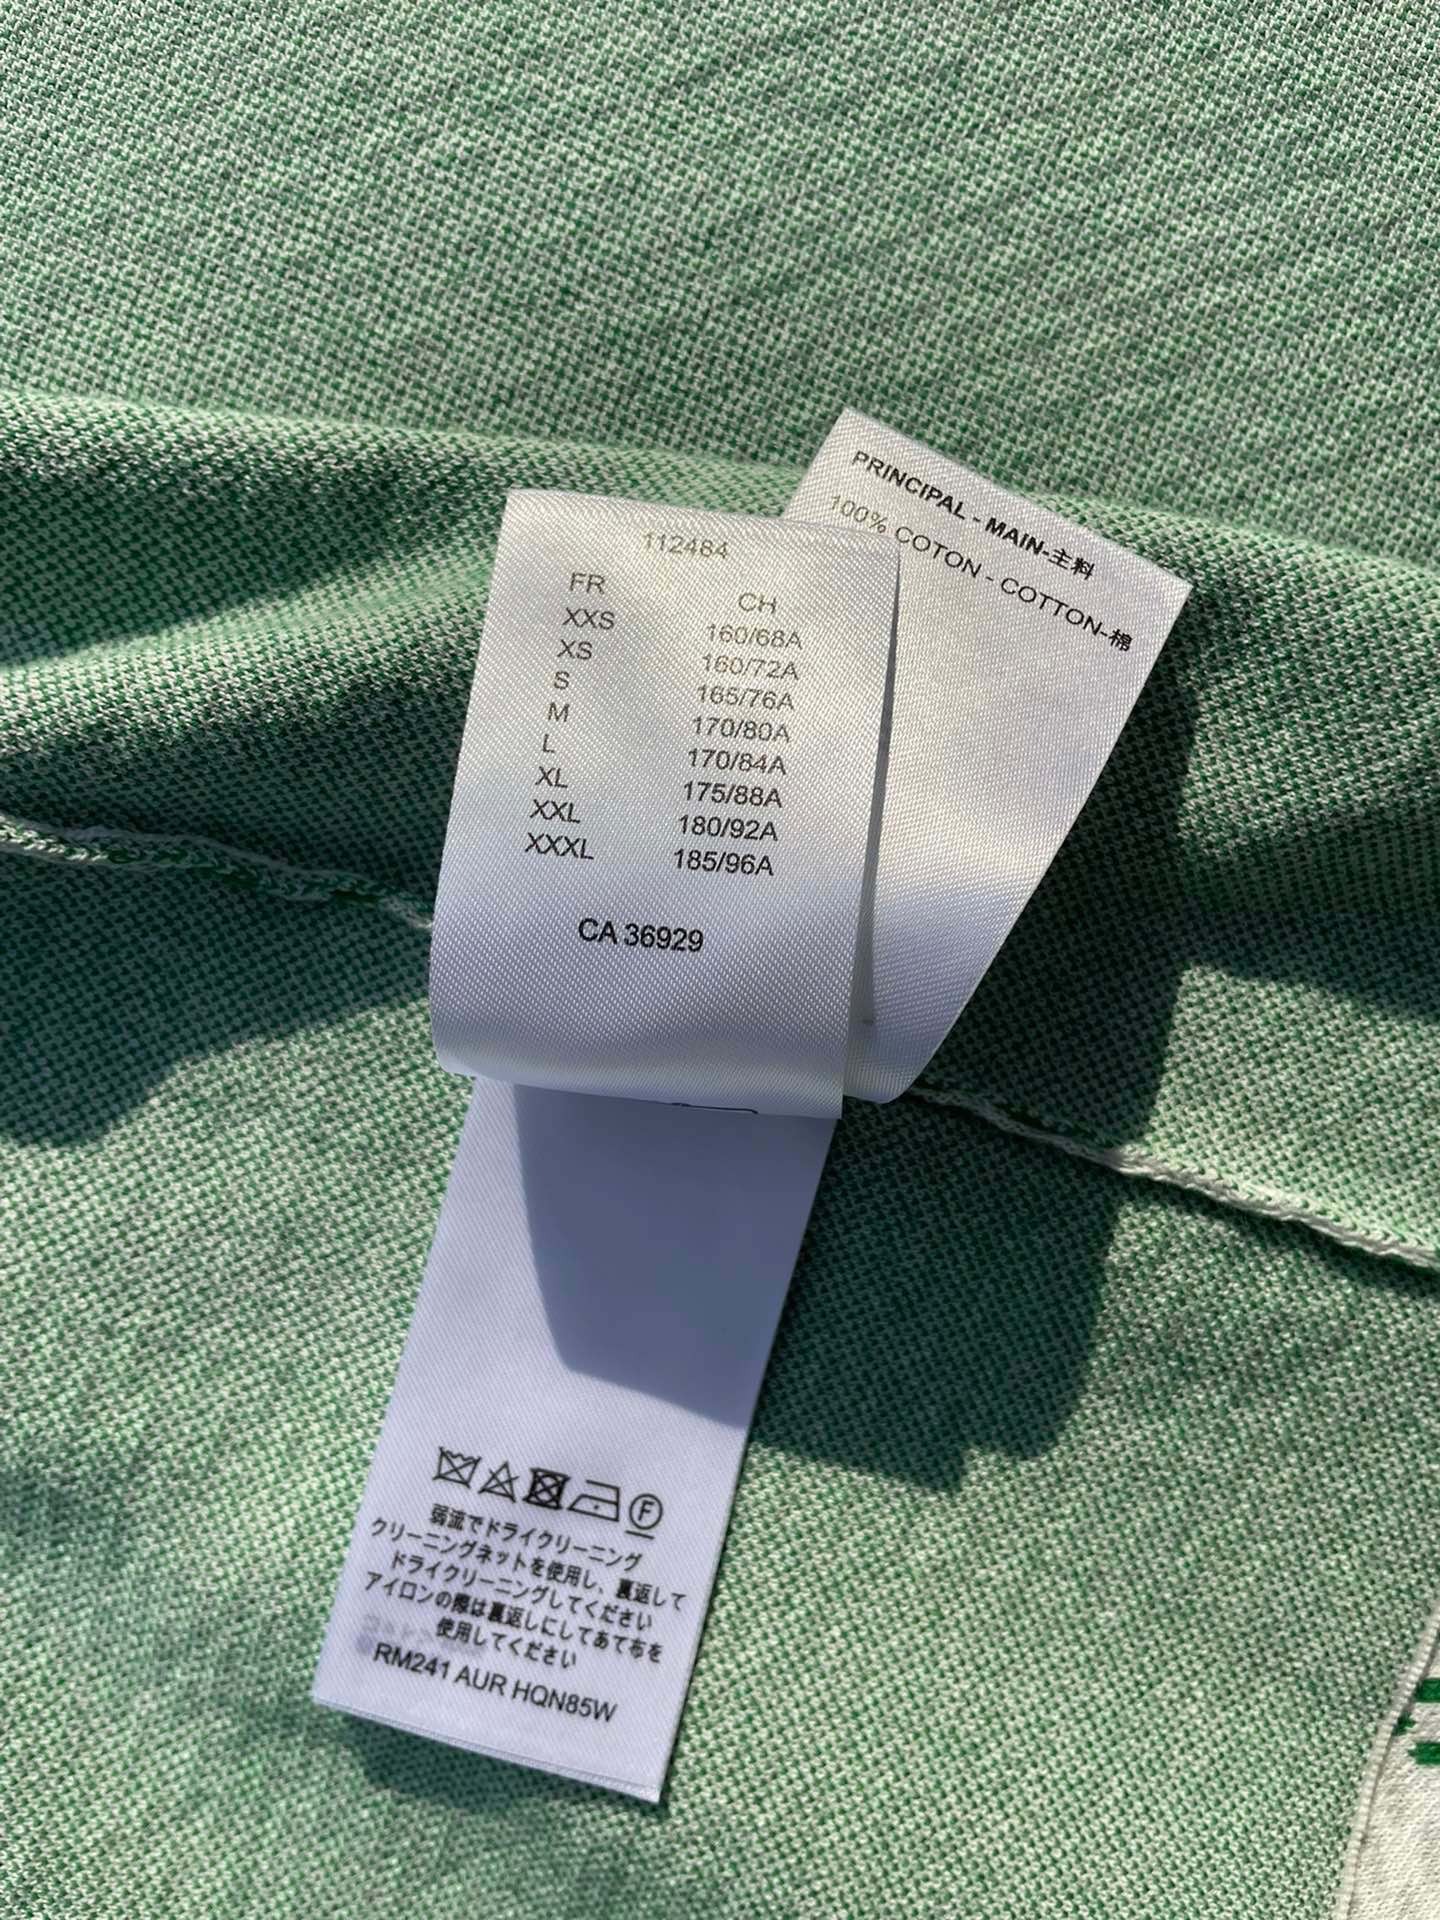 PRINCIPAL - MAIN-主料
100% COTON - COTTON-棉
112484
FR CH
XXS 160/68A
XS 160/72A
S 165/76A
M 170/80A
L 170/84A
XL 175/88A
XXL 180/92A
XXXL 185/96A
CA 36929
F
弱流でドライクリーニング
クリーニングネットを使用し、裏返して
ドライクリーニングしてください
アイロンの際は裏返しにしてあて布を
使用してください
RM241 AUR HQN85W